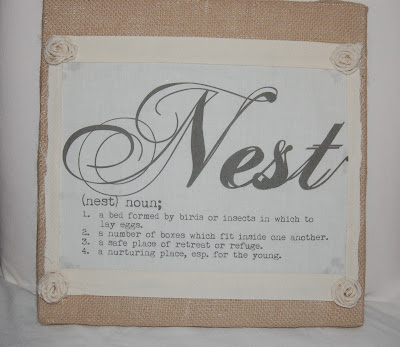 Nest
(nest) noun;
1. a bed formed by birds or insects in which to
lay eggs.
2. a number of boxes which fit inside one another.
3. a safe place of retreat or refuge.
4. a nurturing place, esp. for the young.